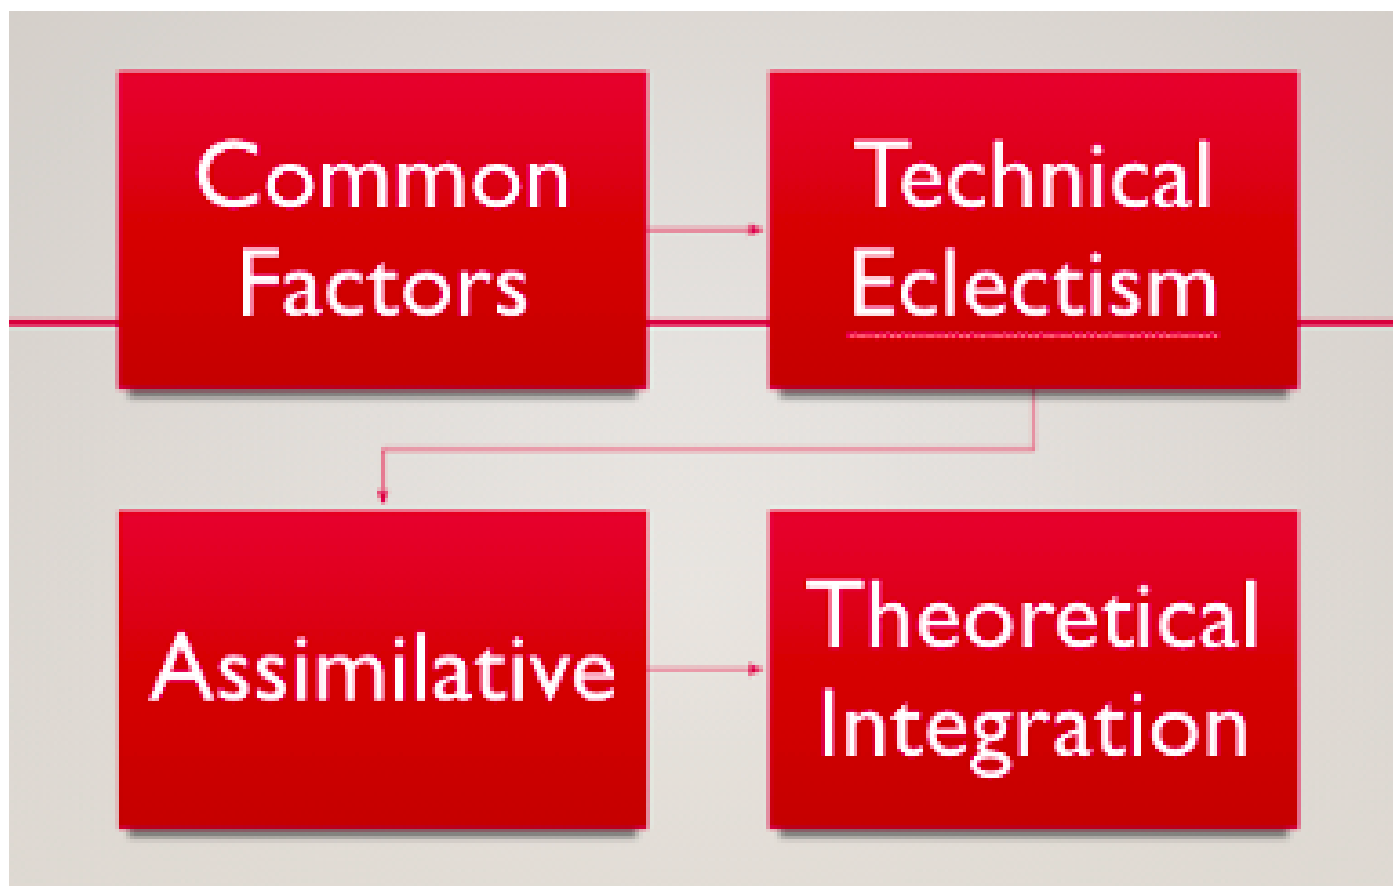 Common
Factors
Technical
Eclectism
Assimilative
Theoretical
Integration